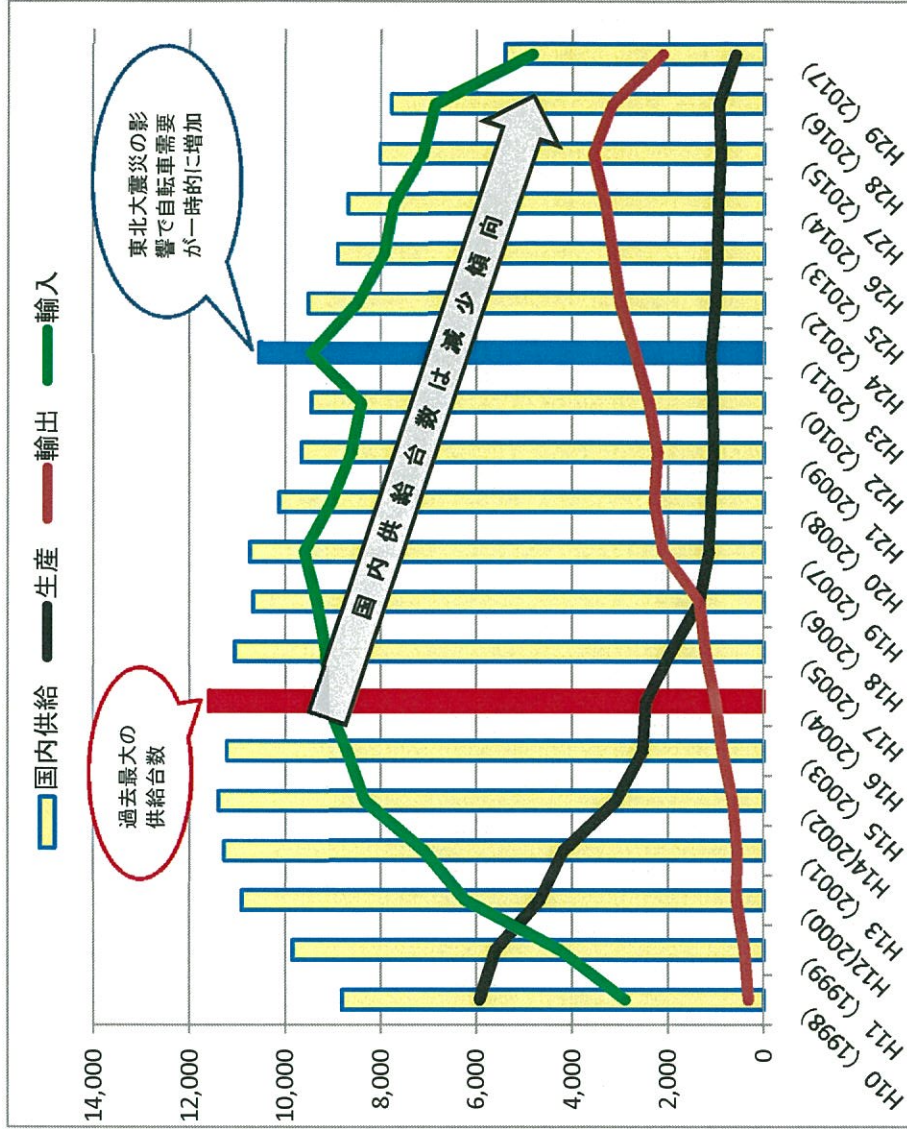 国内供給 生産 輸出 輸入
過去最大の
供給台数
東北大震災の影
響で自転車需要
が一時的に増加
国内供給台数は減少傾向
14,000
12,000
10,000
8,000
6,000
4,000
2,000
0
H10 (1998)
H11 (1999)
H12(2000)
H13 (2001)
H14(2002)
H15 (2003)
H16 (2004)
H17 (2005)
H18 (2006)
H19 (2007)
H20 (2008)
H21 (2009)
H22 (2010)
H23 (2011)
H24 (2012)
H25 (2013)
H26 (2014)
H27 (2015)
H28 (2016)
H29 (2017)